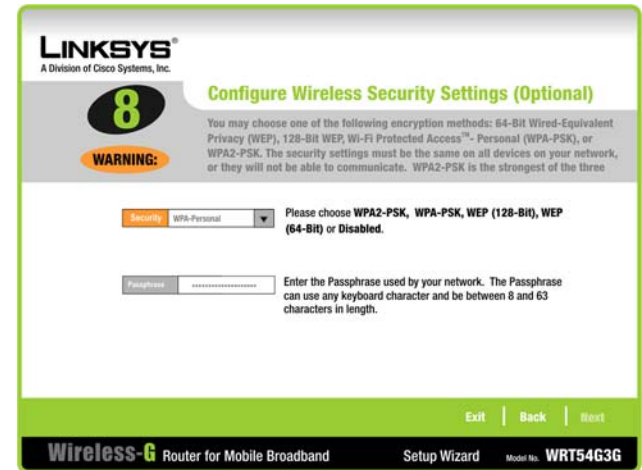 LINKSYS®
A Division of Cisco Systems, Inc.
8
WARNING:
Configure Wireless Security Settings (Optional)
You may choose one of the following encryption methods: 64-Bit Wired-Equivalent
Privacy (WEP), 128-Bit WEP, Wi-Fi Protected Access™- Personal (WPA-PSK), or
WPA2-PSK. The security settings must be the same on all devices on your network,
or they will not be able to communicate. WPA2-PSK is the strongest of the three
Security WPA-Personal
Please choose WPA2-PSK, WPA-PSK, WEP (128-Bit), WEP
(64-Bit) or Disabled.
Passphrase ********************
Enter the Passphrase used by your network. The Passphrase
can use any keyboard character and be between 8 and 63
characters in length.
Exit | Back | Next
Wireless-G Router for Mobile Broadband Setup Wizard Model No. WRT54G3G